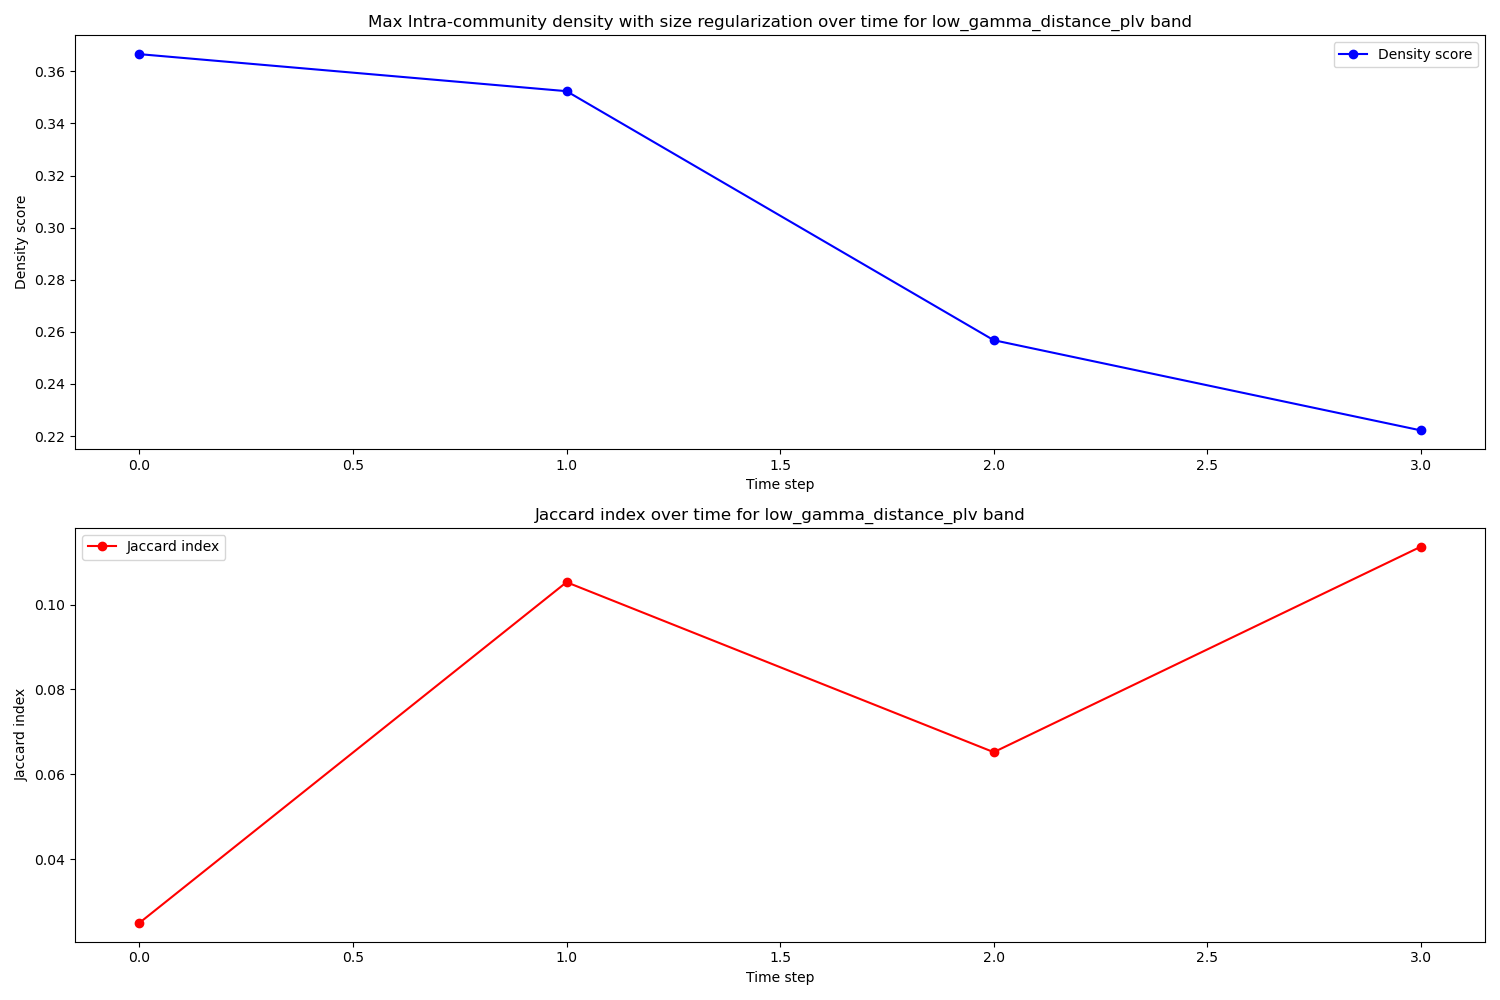 Max Intra-community density with size regularization over time for low_gamma_distance_plv band
Density score
Density score
0.36
0.34
0.32
0.30
0.28
0.26
0.24
0.22
0.0 0.5 1.0 1.5 2.0 2.5 3.0
Time step
Jaccard index over time for low_gamma_distance_plv band
Jaccard index
Jaccard index
0.10
0.08
0.06
0.04
0.0 0.5 1.0 1.5 2.0 2.5 3.0
Time step